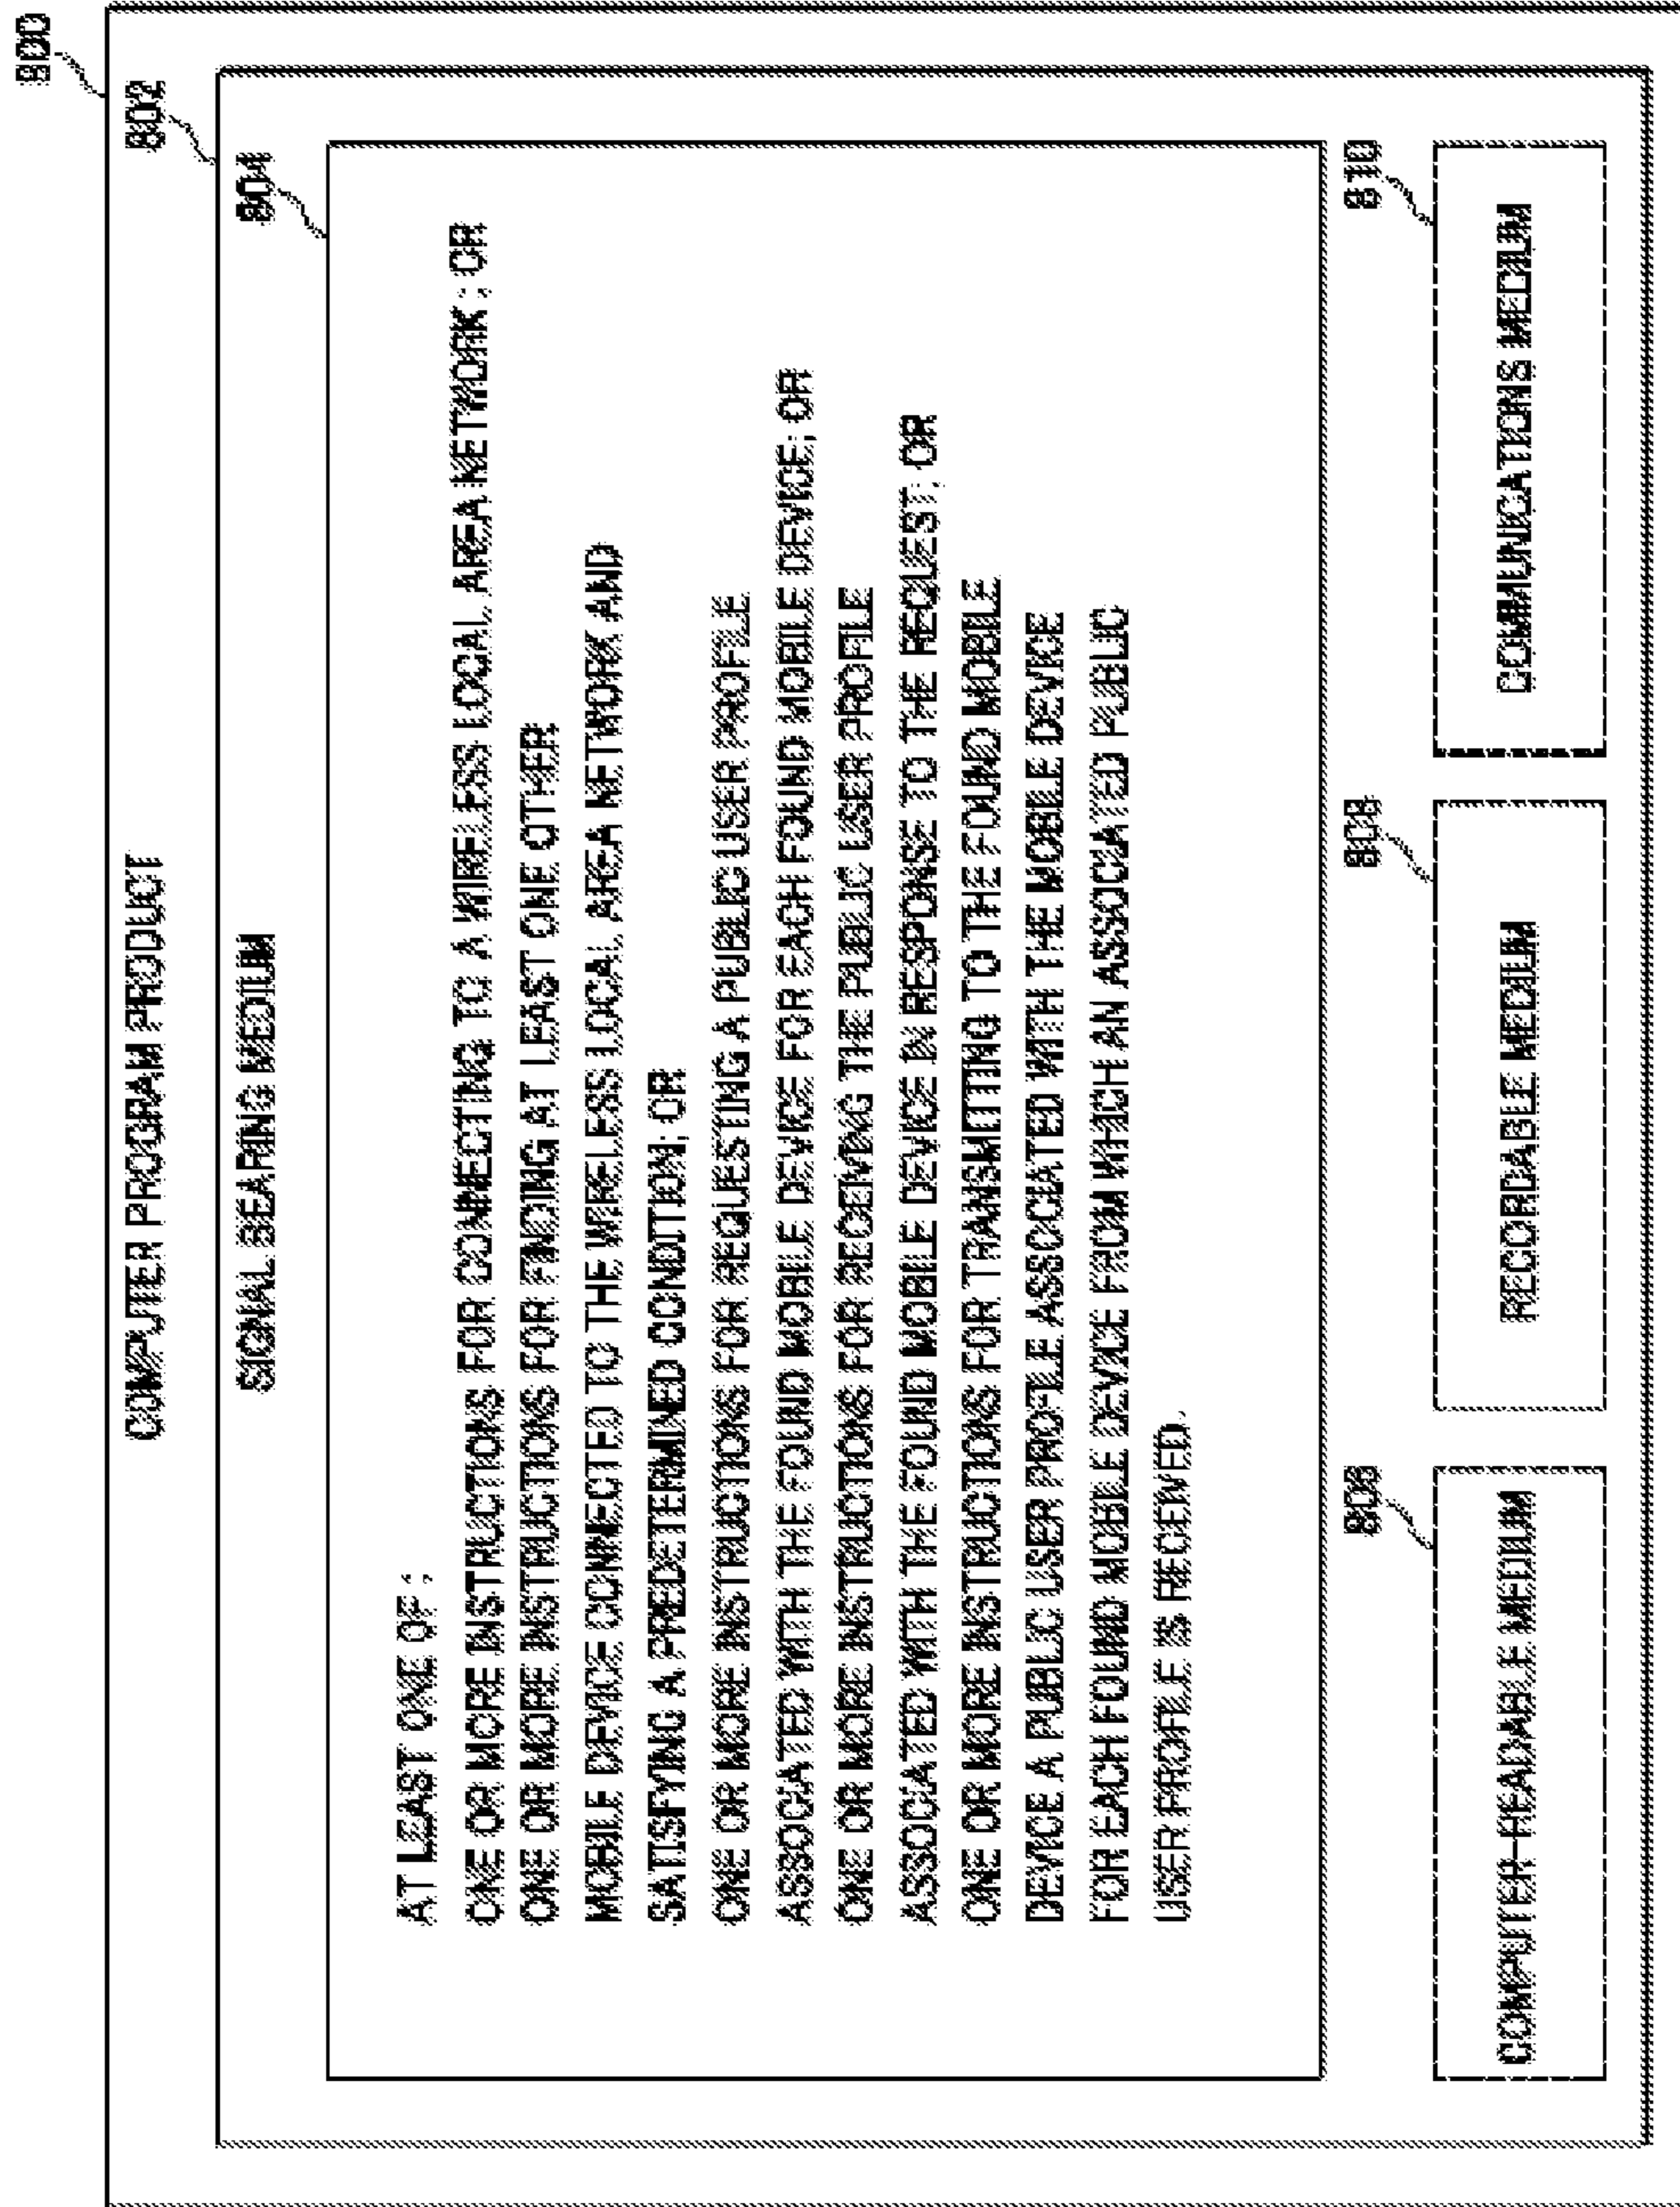 800
COMPUTER PROGRAM PRODUCT
802
SIGNAL BEARING MEDIUM
804
AT LEAST ONE OF :
ONE OR MORE INSTRUCTIONS FOR CONNECTING TO A WIRELESS LOCAL AREA NETWORK ; OR
ONE OR MORE INSTRUCTIONS FOR FINDING AT LEAST ONE OTHER
MOBILE DEVICE CONNECTED TO THE WIRELESS LOCAL AREA NETWORK AND
SATISFYING A PREDETERMINED CONDITION; OR
ONE OR MORE INSTRUCTIONS FOR REQUESTING A PUBLIC USER PROFILE
ASSOCIATED WITH THE FOUND MOBILE DEVICE FOR EACH FOUND MOBILE DEVICE; OR
ONE OR MORE INSTRUCTIONS FOR RECEIVING THE PUBLIC USER PROFILE
ASSOCIATED WITH THE FOUND MOBILE DEVICE IN RESPONSE TO THE REQUEST; OR
ONE OR MORE INSTRUCTIONS FOR TRANSMITTING TO THE FOUND MOBILE
DEVICE A PUBLIC USER PROFILE ASSOCIATED WITH THE MOBILE DEVICE
FOR EACH FOUND MOBILE DEVICE FROM WHICH AN ASSOCIATED PUBLIC
USER PROFILE IS RECEIVED.
806
COMPUTER-READABLE MEDIUM
808
RECORDABLE MEDIUM
810
COMMUNICATIONS MEDIUM